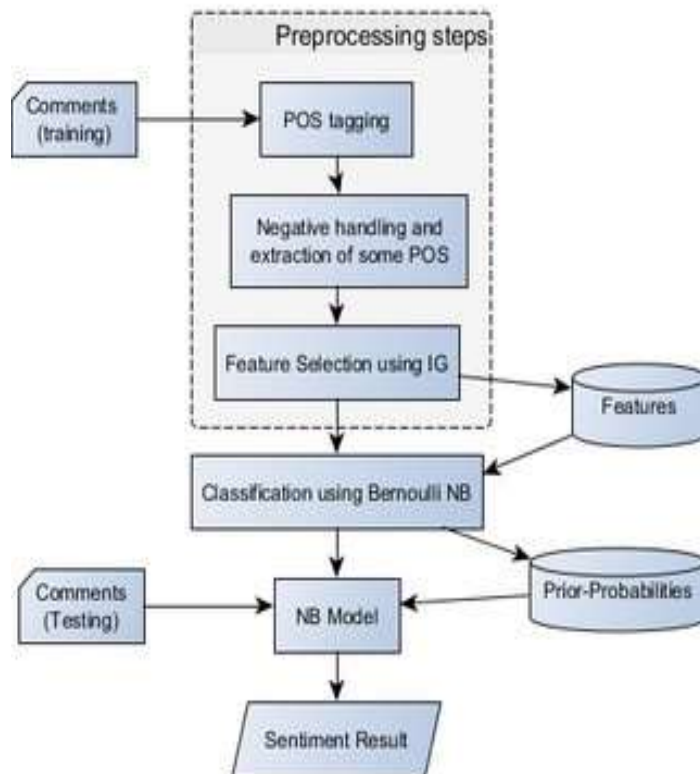 Preprocessing steps
Comments
(training)
POS tagging
Negative handling and
extraction of some POS
Feature Selection using IG
Features
Classification using Bernoulli NB
Comments
(Testing)
NB Model
Prior-Probabilities
Sentiment Result